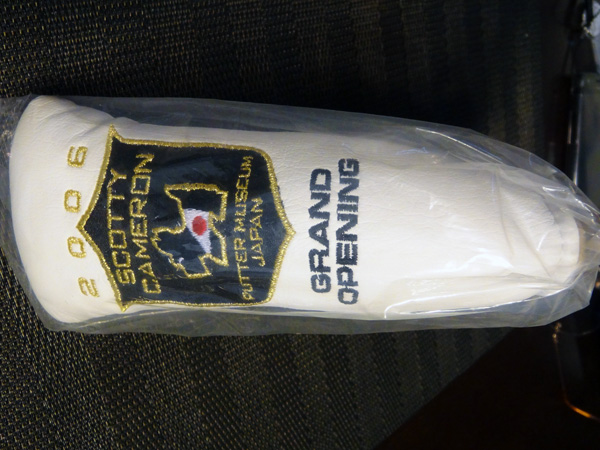 2006
SCOTTY
CAMERON
PUTTER MUSEUM
JAPAN
GRAND
OPENING